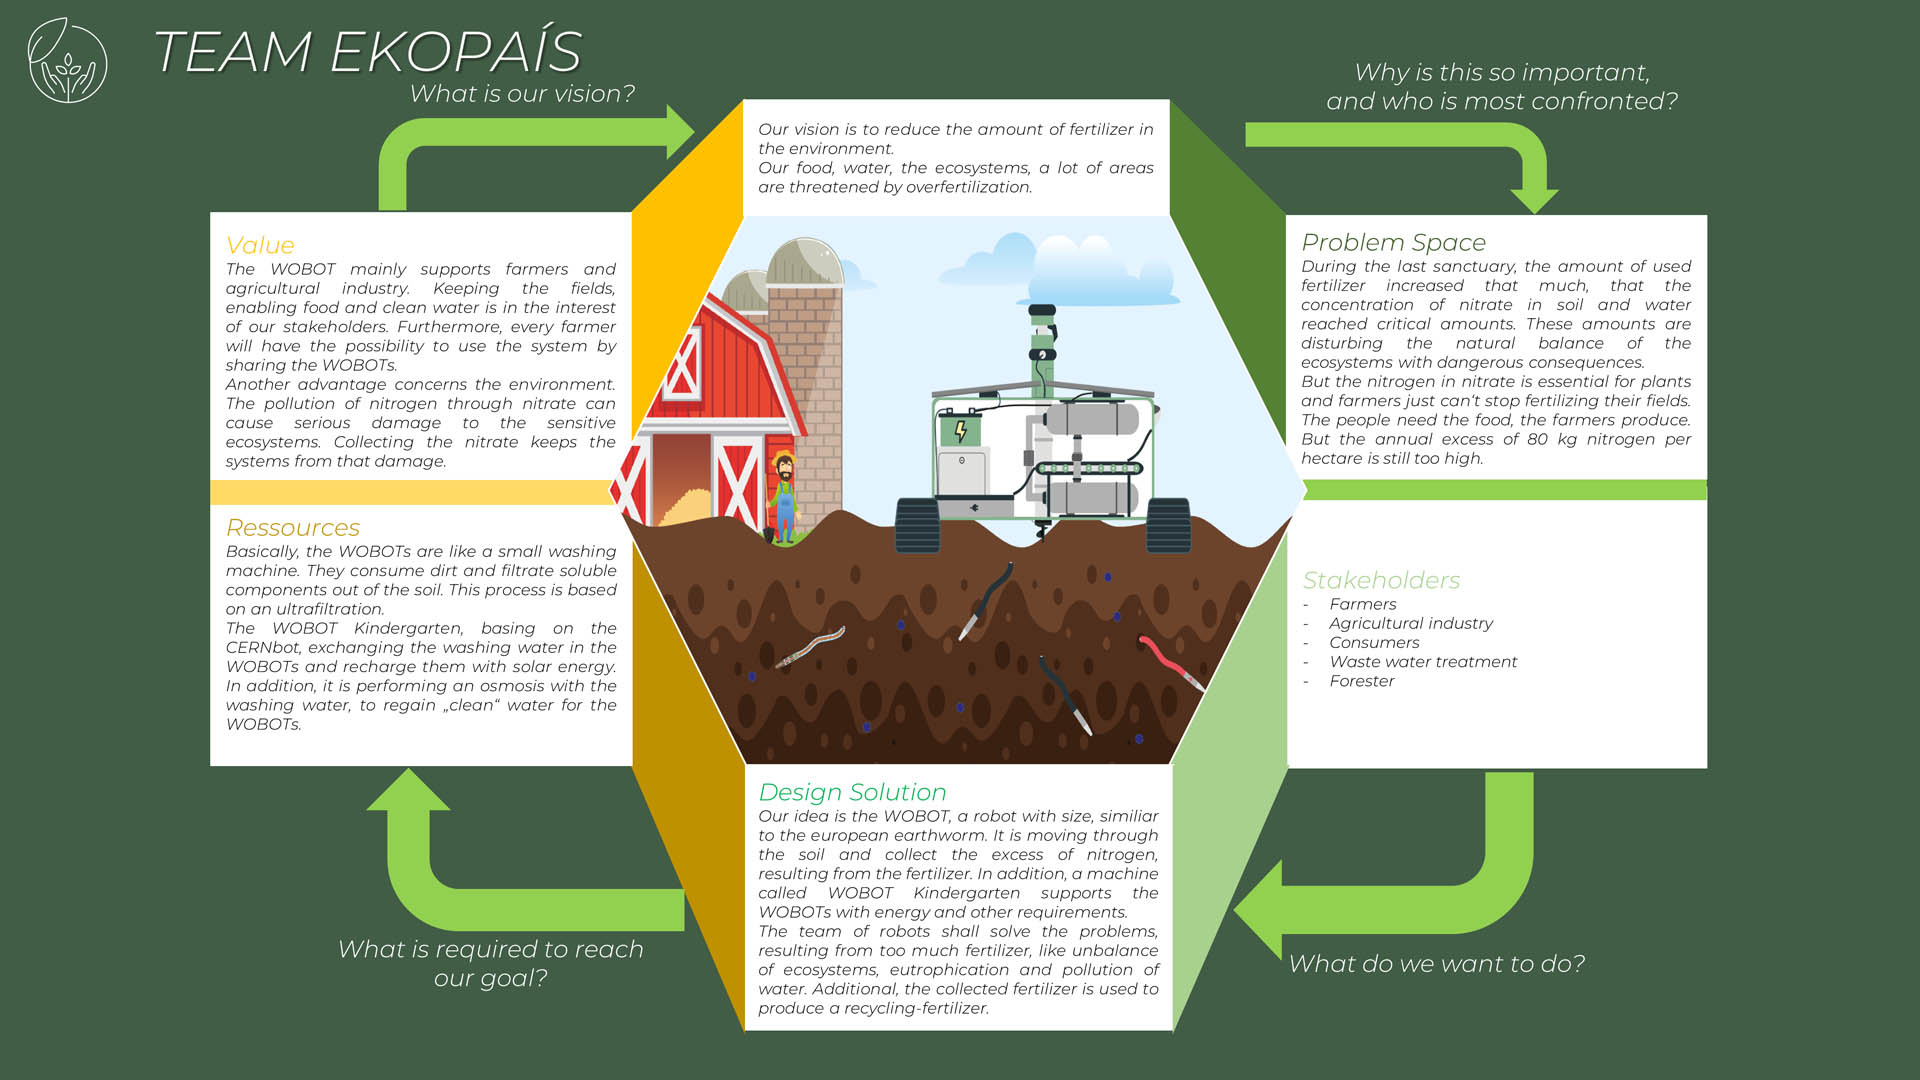 TEAM EKOPAÍS
What is our vision?
Our vision is to reduce the amount of fertilizer in
the environment.
Our food, water, the ecosystems, a lot of areas
are threatened by overfertilization.
Why is this so important,
and who is most confronted?
Problem Space
During the last sanctuary, the amount of used
fertilizer increased that much, that the
concentration of nitrate in soil and water
reached critical amounts. These amounts are
disturbing the natural balance of the
ecosystems with dangerous consequences.
But the nitrogen in nitrate is essential for plants
and farmers just can't stop fertilizing their fields.
The people need the food, the farmers produce.
But the annual excess of 80 kg nitrogen per
hectare is still too high.
Stakeholders
- Farmers
- Agricultural industry
- Consumers
- Waste water treatment
- Forester
What do we want to do?
Design Solution
Our idea is the WOBOT, a robot with size, similiar
to the european earthworm. It is moving through
the soil and collect the excess of nitrogen,
resulting from the fertilizer. In addition, a machine
called WOBOT Kindergarten supports the
WOBOTs with energy and other requirements.
The team of robots shall solve the problems,
resulting from too much fertilizer, like unbalance
of ecosystems, eutrophication and pollution of
water. Additional, the collected fertilizer is used to
produce a recycling-fertilizer.
What is required to reach
our goal?
Ressources
Basically, the WOBOTs are like a small washing
machine. They consume dirt and filtrate soluble
components out of the soil. This process is based
on an ultrafiltration.
The WOBOT Kindergarten, basing on the
CERNbot, exchanging the washing water in the
WOBOTs and recharge them with solar energy.
In addition, it is performing an osmosis with the
washing water, to regain „clean“ water for the
WOBOTs.
Value
The WOBOT mainly supports farmers and
agricultural industry. Keeping the fields,
enabling food and clean water is in the interest
of our stakeholders. Furthermore, every farmer
will have the possibility to use the system by
sharing the WOBOTs.
Another advantage concerns the environment.
The pollution of nitrogen through nitrate can
cause serious damage to the sensitive
ecosystems. Collecting the nitrate keeps the
systems from that damage.